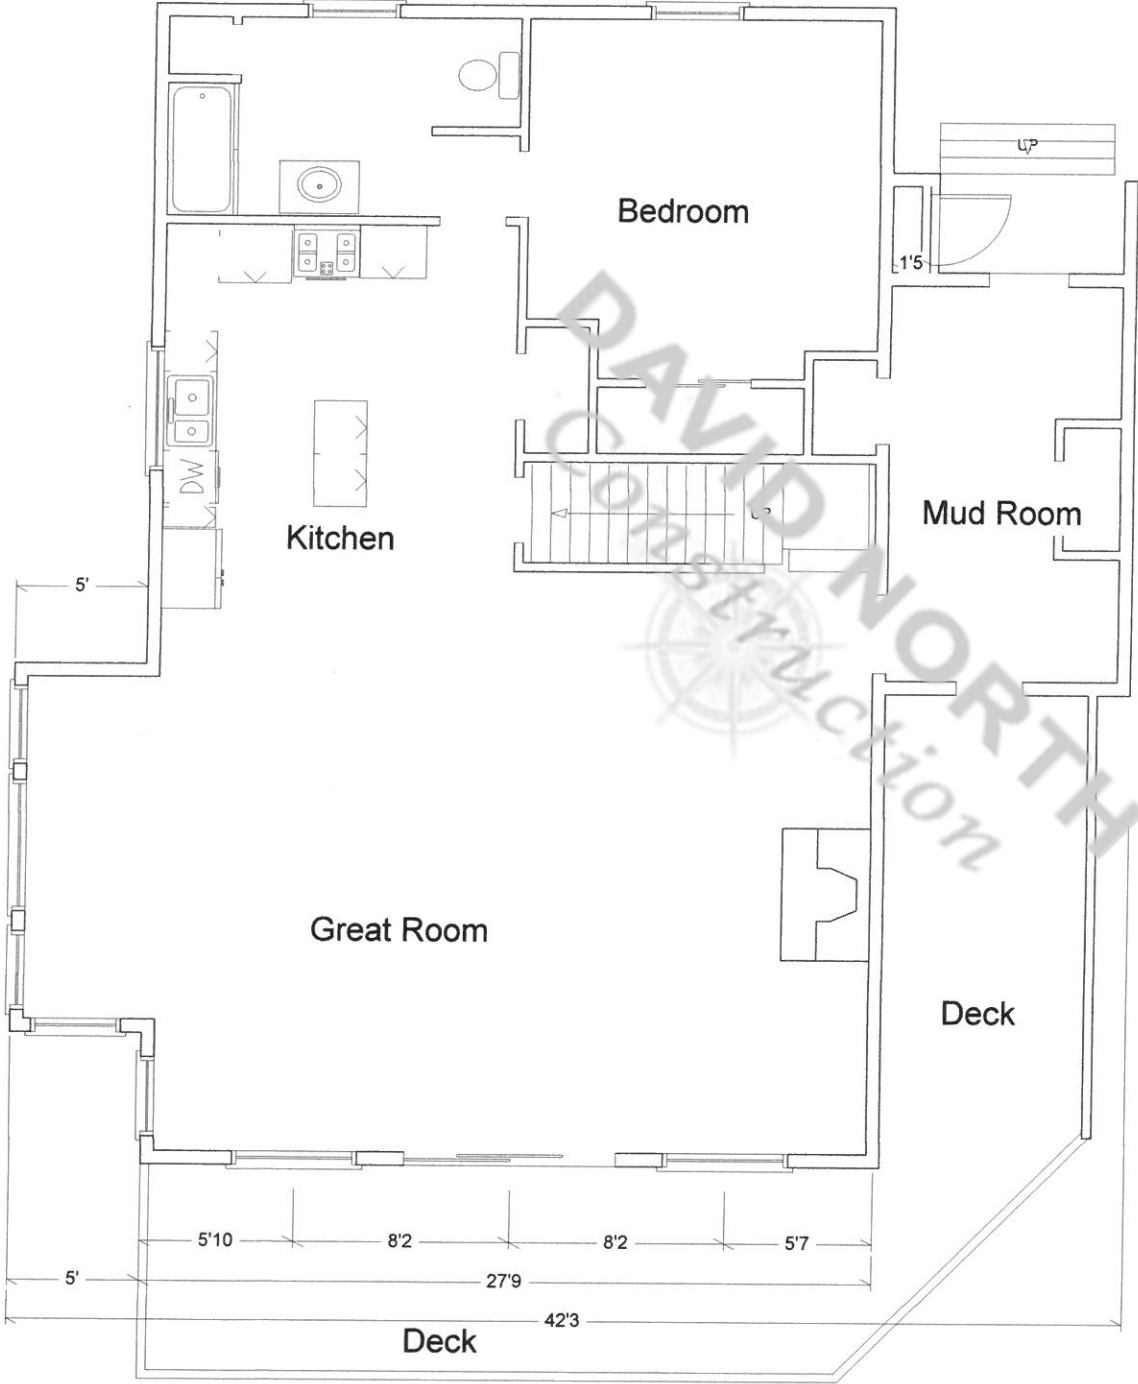 UP
Bedroom
1'5
DAVID NORTH
Construction
DW
UP
Mud Room
Kitchen
5'
Great Room
Deck
5'10
8'2
8'2
5'7
5'
27'9
42'3
Deck